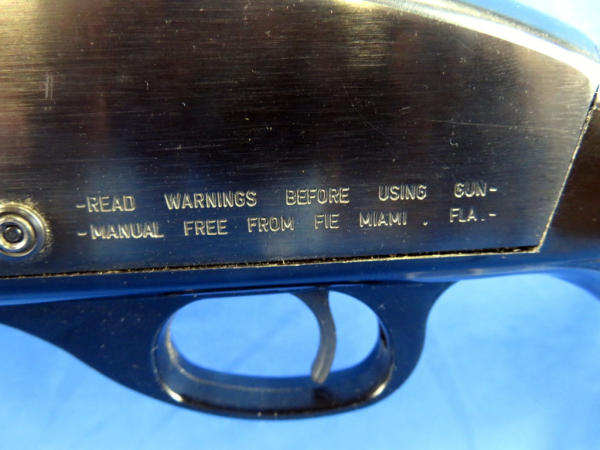 -READ WARNINGS BEFORE USING GUN-
-MANUAL FREE FROM FIE MIAMI . FLA.-